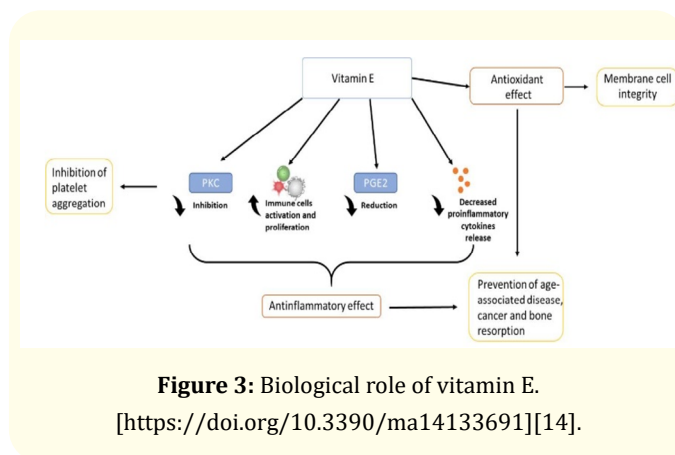 Vitamin E
Antioxidant
effect
Membrane cell
integrity
Inhibition of
platelet
aggregation
PKC
Inhibition
Immune cells
activation and
proliferation
PGE2
Reduction
Decreased
proinflammatory
cytokines
release
Antinflammatory effect
Prevention of age-
associated disease,
cancer and bone
resorption
Figure 3: Biological role of vitamin E.
[https://doi.org/10.3390/ma14133691][14].